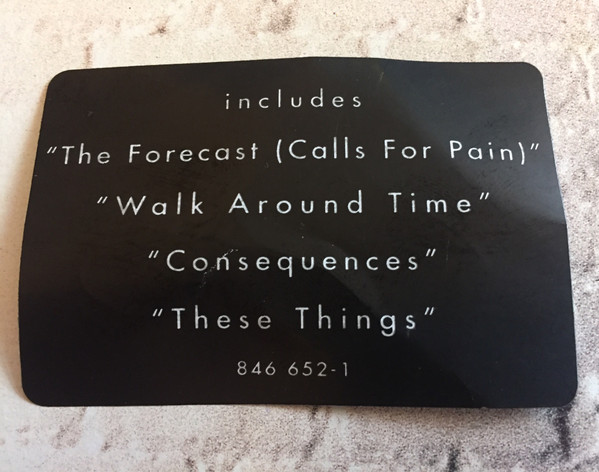 includes
“The Forecast (Calls For Pain)”
“Walk Around Time”
“Consequences”
“These Things”
846 652-1